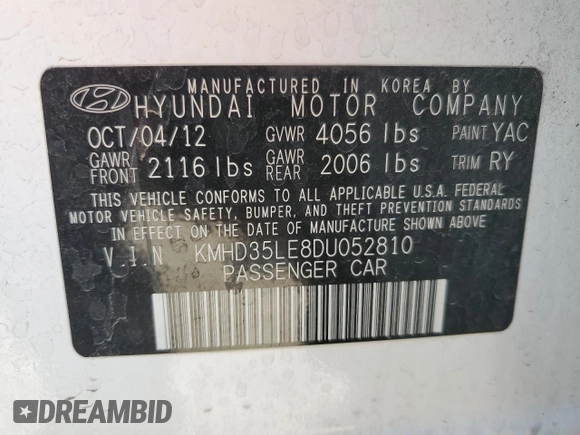 MANUFACTURED IN KOREA BY
HYUNDAI MOTOR COMPANY
OCT/04/12 GVWR 4056 lbs PAINT YAC
GAWR FRONT 2116 lbs GAWR REAR 2006 lbs TRIM RY
THIS VEHICLE CONFORMS TO ALL APPLICABLE U.S.A. FEDERAL
MOTOR VEHICLE SAFETY, BUMPER, AND THEFT PREVENTION STANDARDS
IN EFFECT ON THE DATE OF MANUFACTURE SHOWN ABOVE.
V I N KMHD35LE8DU052810
PASSENGER CAR
DREAMBID